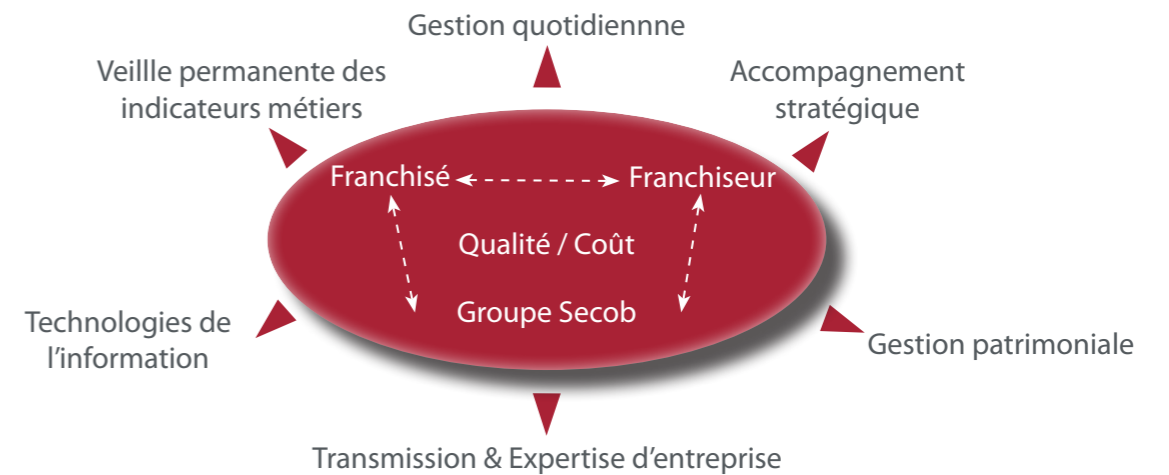 Gestion quotidiennne
Veillle permanente des
indicateurs métiers
Accompagnement
stratégique
Franchisé
Franchiseur
Qualité / Coût
Groupe Secob
Technologies de
l’information
Gestion patrimoniale
Transmission & Expertise d’entreprise